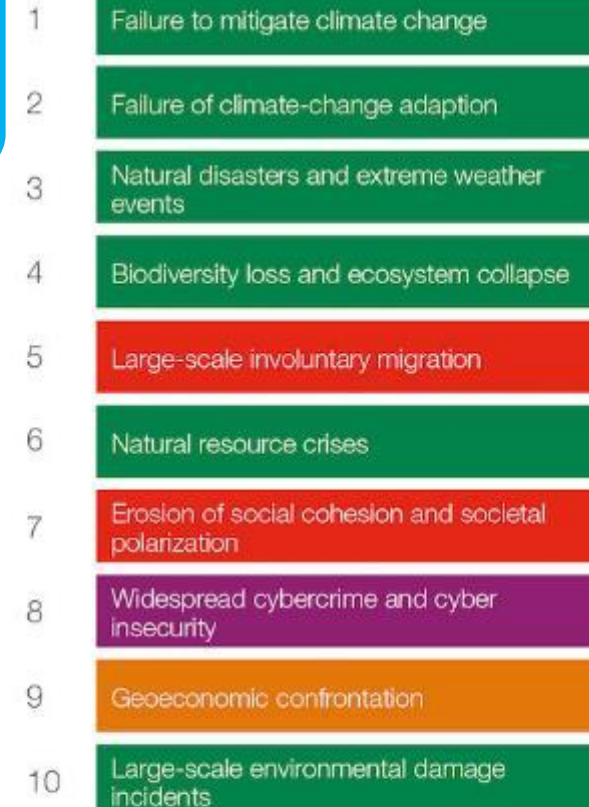 1 Failure to mitigate climate change
2 Failure of climate-change adaption
3 Natural disasters and extreme weather
events
4 Biodiversity loss and ecosystem collapse
5 Large-scale involuntary migration
6 Natural resource crises
7 Erosion of social cohesion and societal
polarization
8 Widespread cybercrime and cyber
insecurity
9 Geoeconomic confrontation
10 Large-scale environmental damage
incidents